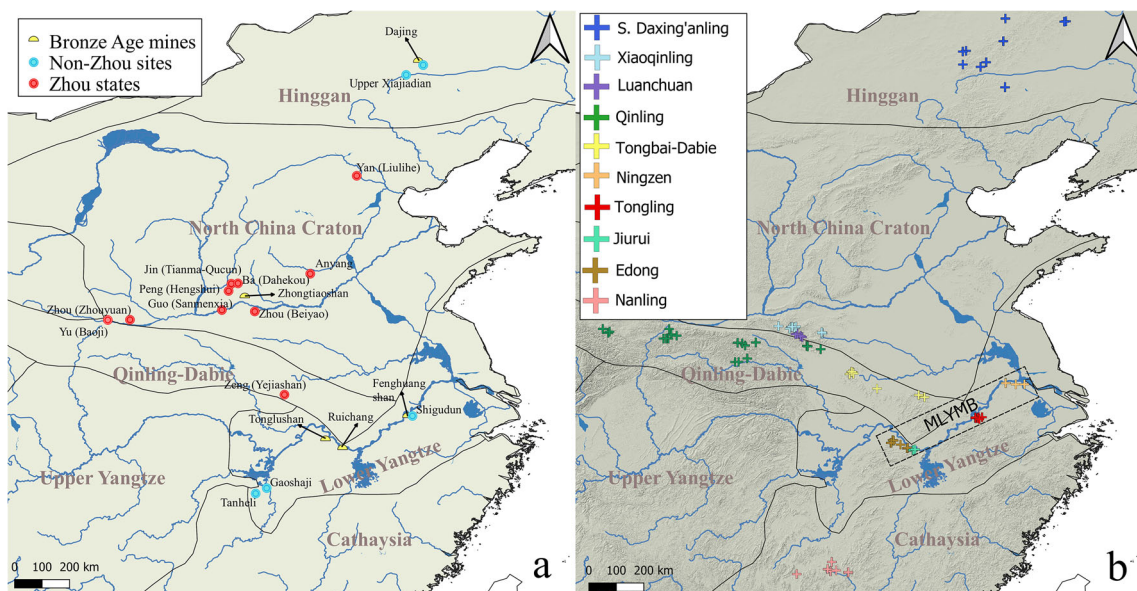 Bronze Age mines
Non-Zhou sites
Zhou states
Dajing
Upper Xiajiadian
Hinggan
Yan (Liulihe)
North China Craton
Anyang
Jin (Tianma-Qucun)
Ba (Dahekou)
Peng (Hengshui)
Zhongtiaoshan
Guo (Sanmenxia)
Zhou (Zhouyuan)
Zhou (Beiyao)
Yu (Baoji)
Qinling-Dabie
Zeng (Yejiashan)
Fenghuang
shan
Shigudun
Tonglushan
Ruichang
Upper Yangtze
Lower Yangtze
Gaoshaji
Tanheli
Cathaysia
0 100 200 km
a
S. Daxing'anling
Xiaoqinling
Luanchuan
Qinling
Tongbai-Dabie
Ningzen
Tongling
Jiurui
Edong
Nanling
Hinggan
North China Craton
Qinling-Dabie
MLYMB
Upper Yangtze
Lower Yangtze
Cathaysia
0 100 200 km
b